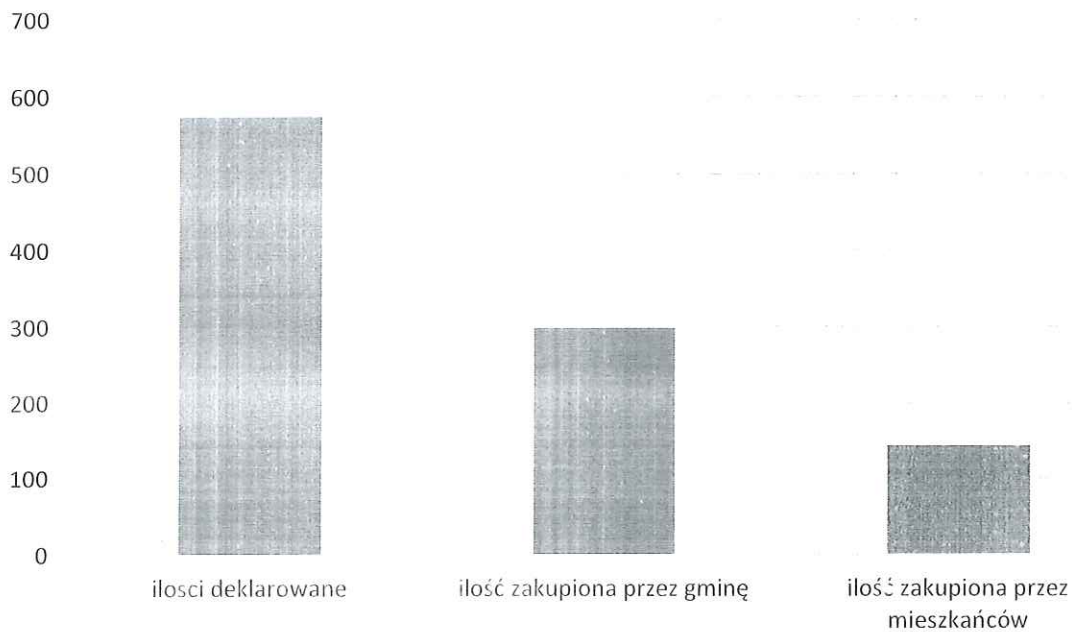 700
600
500
400
300
200
100
0
ilosci deklarowane
ilość zakupiona przez gminę
ilość zakupiona przez
mieszkańców